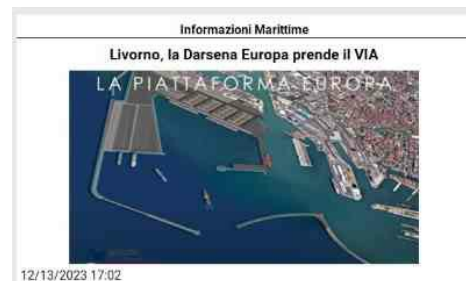 Informazioni Marittime
Livorno, la Darsena Europa prende il VIA
LA PIATTAFORMA EUROPA
12/13/2023 17:02